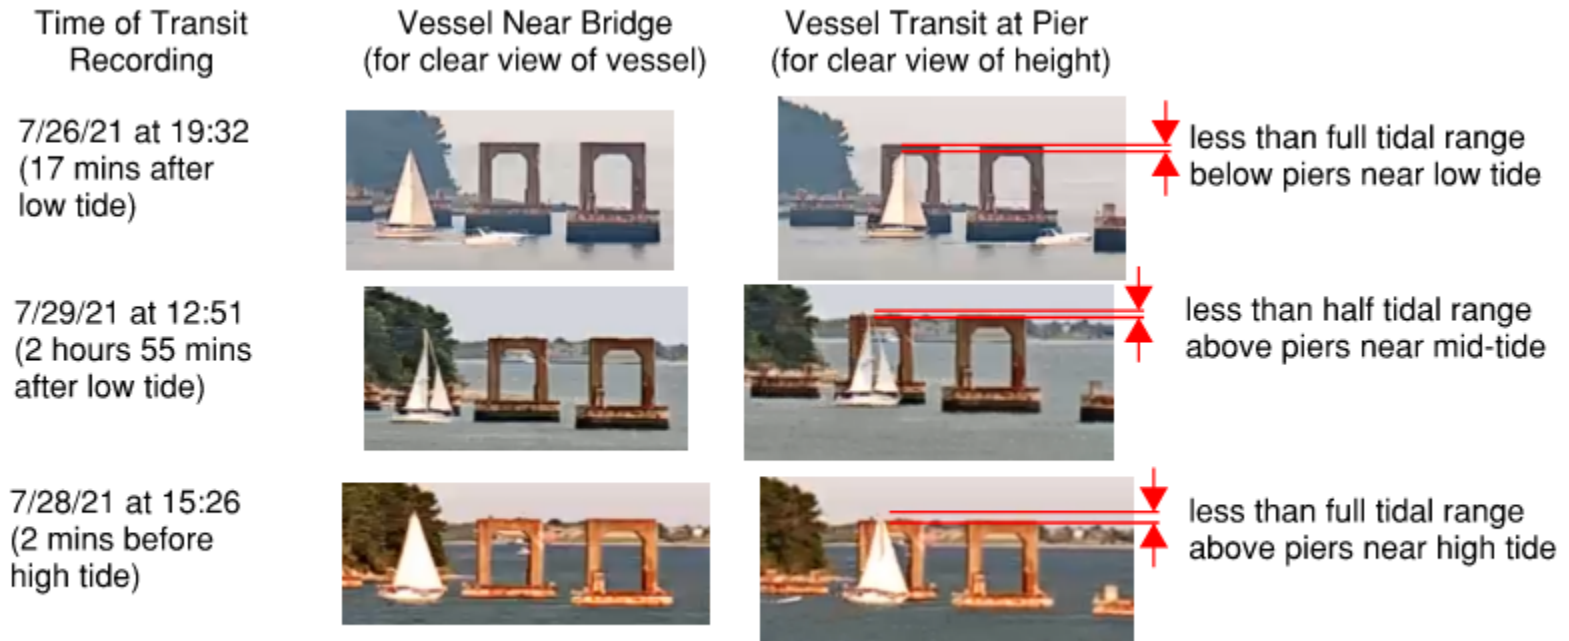 Time of Transit
Recording
Vessel Near Bridge
(for clear view of vessel)
Vessel Transit at Pier
(for clear view of height)
7/26/21 at 19:32
(17 mins after
low tide)
less than full tidal range
below piers near low tide
7/29/21 at 12:51
(2 hours 55 mins
after low tide)
less than half tidal range
above piers near mid-tide
7/28/21 at 15:26
(2 mins before
high tide)
less than full tidal range
above piers near high tide